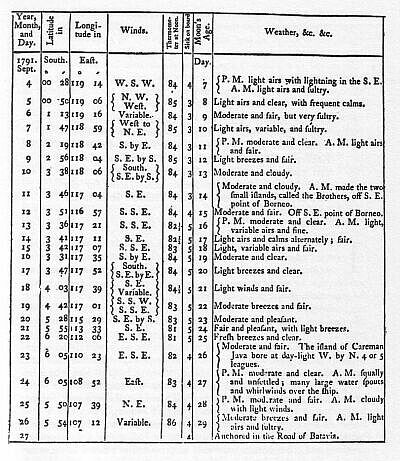 Year, Month, and Day. Latitude in Longitude in Winds. Thermometer at Noon. Sick on board Moon's Age. Weather, &c. &c.
1791. Sept. South. East. Day.
4 00 28 119 14 W. S. W. 84 4 7 P. M. light airs with lightning in the S. E.
A. M. light airs and sultry.
5 00 50 119 06 N. W. West. 85 3 8 Light airs and clear, with frequent calms.
6 1 13 119 16 Variable. 84 3 9 Moderate and fair, but very sultry.
7 1 47 118 59 West to N. E. 85 3 10 Light airs, variable, and sultry.
8 2 19 118 42 S. by E. 84 3 11 P. M. moderate and clear. A. M. light airs
and fair.
9 2 56 118 04 S. E. by S. 85 3 12 Light breezes and fair.
10 3 38 118 06 South. S. E. by S. 84 3 13 Moderate and cloudy.
11 3 46 117 04 S. E. 84 3 14 Moderate and cloudy. A. M. made the two
small islands, called the Brothers, off S. E.
point of Borneo.
12 3 51 116 57 S. S. E. 84 4 15 Moderate and fair. Off S. E. point of Borneo.
13 3 36 117 21 S. S. E. 82½ 5 16 P. M. moderate and clear. A. M. light,
variable airs and fine.
14 3 41 117 11 S. E. 82½ 5 17 Light airs and calms alternately; fair.
15 3 42 117 07 S. S. E. 83 5 18 Light, variable airs and fair.
16 3 31 117 35 S. by E. 84 5 19 Moderate and clear.
17 3 47 117 52 South. S. E. by E. 84 5 20 Light breezes and clear.
18 4 03 117 39 S. E. Variable. 84½ 5 21 Light winds and fair.
19 4 42 117 01 S. S. W. S. S. E. 83 5 22 Moderate breezes and fair.
20 5 28 115 29 S. E. by S. 83 5 23 Moderate and pleasant.
21 5 55 113 33 S. E. 81 5 24 Fair and pleasant, with light breezes.
22 6 20 112 06 E. S. E. 81 5 25 Fresh breezes and clear.
23 6 05 110 23 E. S. E. 82 4 26 Moderate and fair. The island of Careman
Java bore at day-light W. by N. 4 or 5
leagues.
24 6 05 108 52 East. 83 4 27 P. M. moderate and clear. A. M. squally
and unsettled; many large water spouts
and whirlwinds over the ship.
25 5 50 107 39 N. E. 84 4 28 P. M. moderate and fair. A. M. cloudy
with light winds.
26 5 54 107 12 Variable. 86 4 29 Moderate breezes and fair. A. M. light
airs and sultry.
27 4 Anchored in the Road of Batavia.